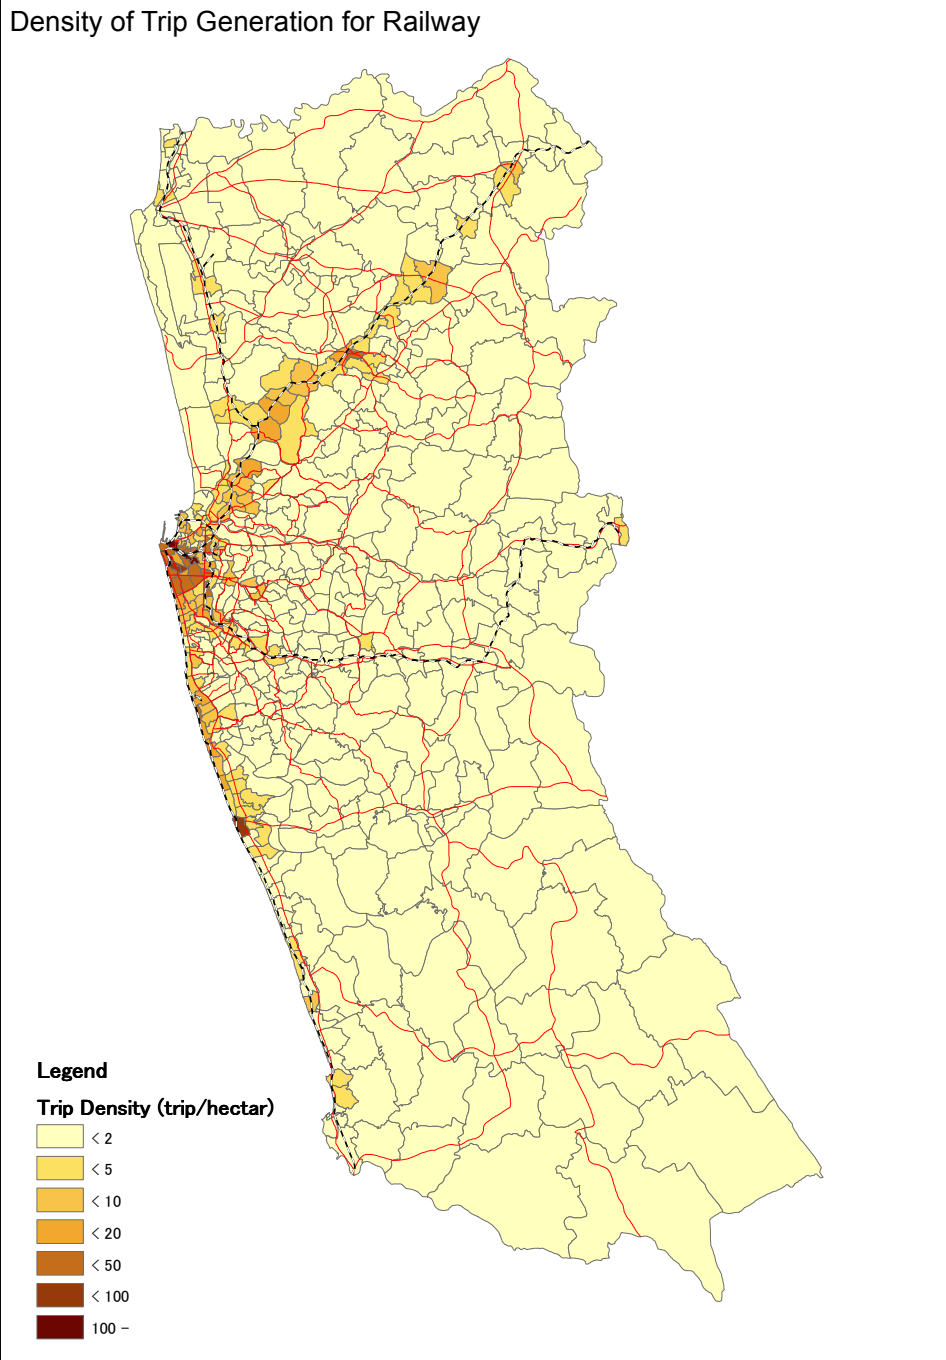 Density of Trip Generation for Railway
Legend
Trip Density (trip/hectar)
< 2
< 5
< 10
< 20
< 50
< 100
100 -